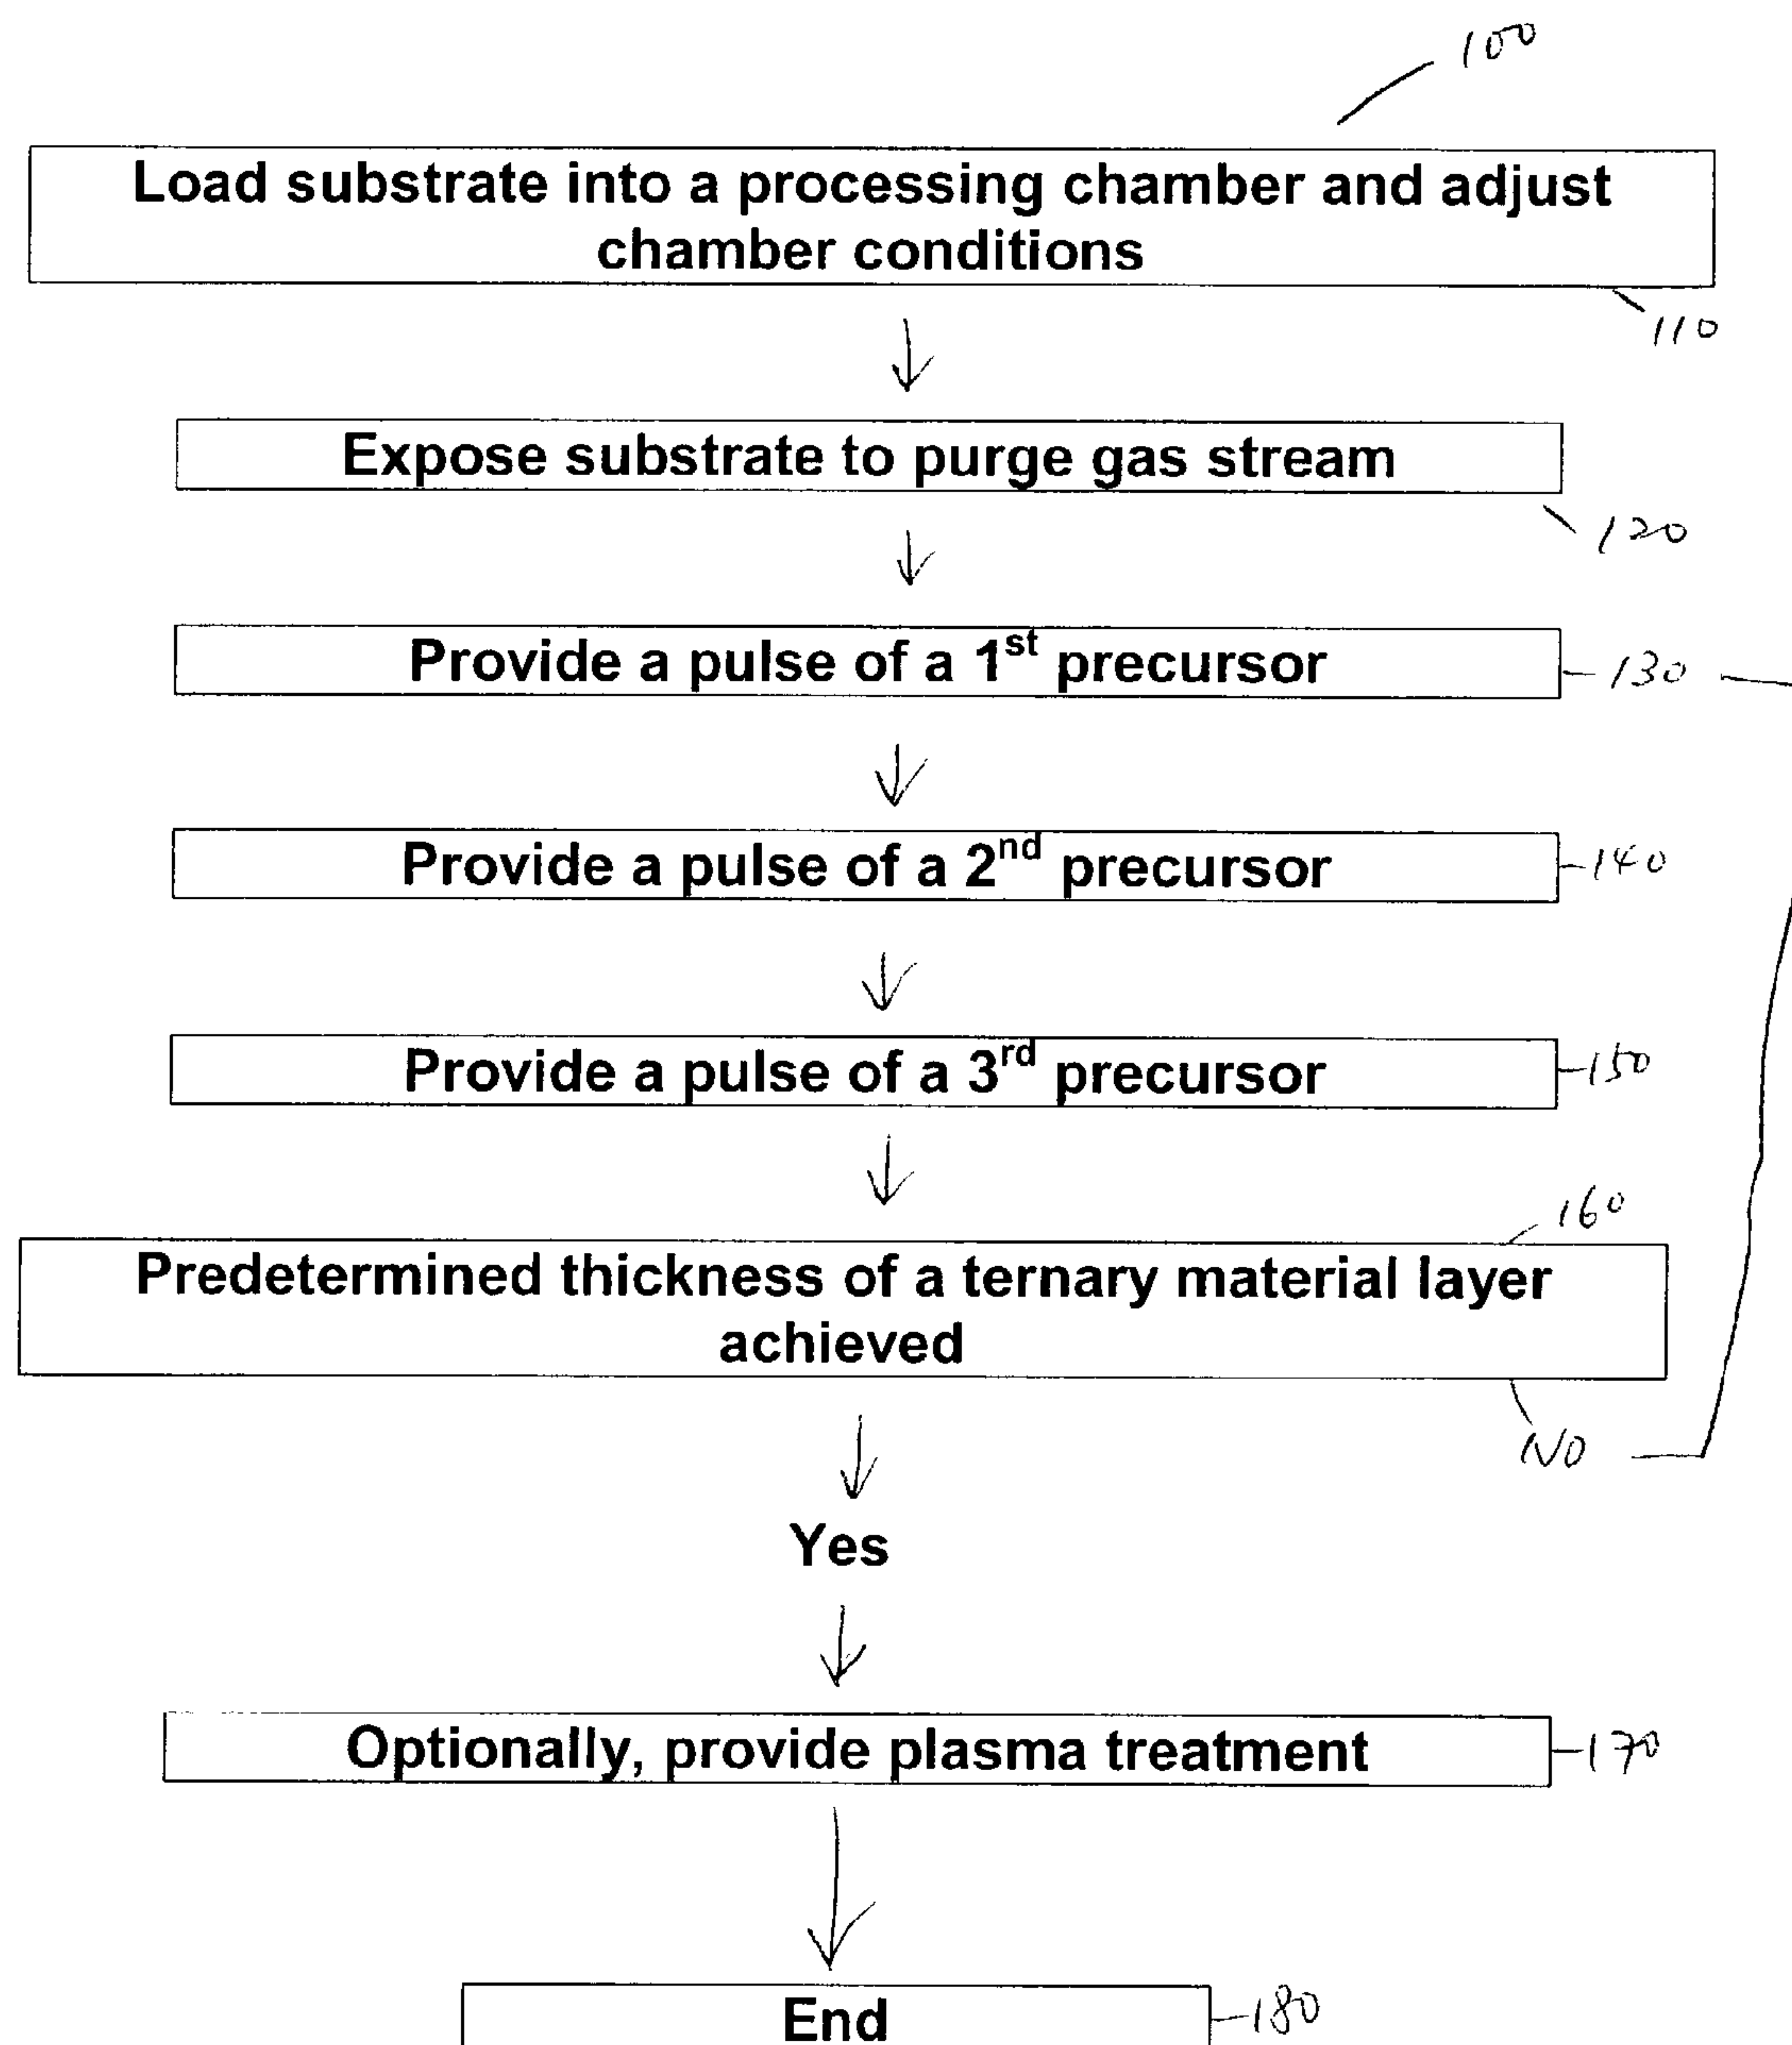 100
Load substrate into a processing chamber and adjust
chamber conditions
110
Expose substrate to purge gas stream
120
Provide a pulse of a 1st precursor
130
Provide a pulse of a 2nd precursor
140
Provide a pulse of a 3rd precursor
150
160
Predetermined thickness of a ternary material layer
achieved
NO
Yes
Optionally, provide plasma treatment
170
End
180